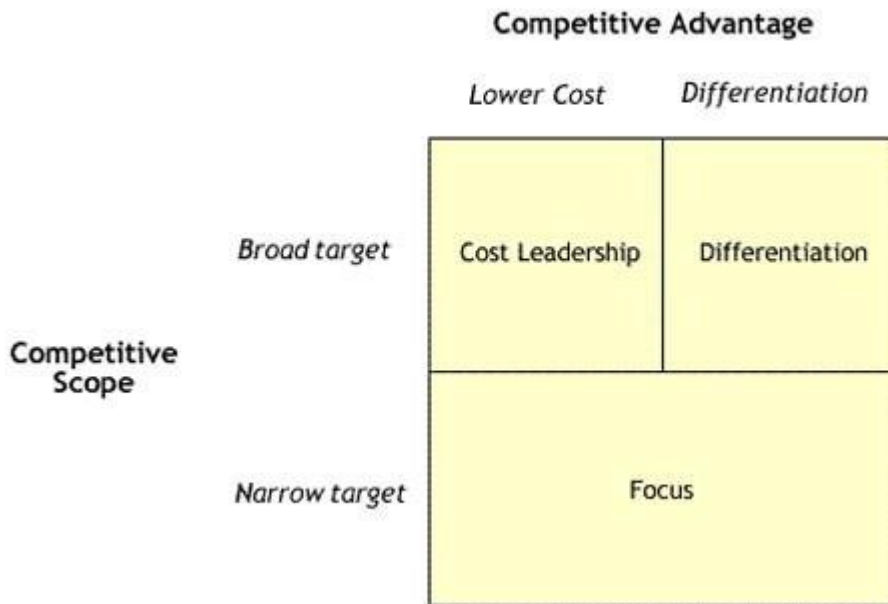 Competitive Advantage
Lower Cost Differentiation
Broad target Cost Leadership Differentiation
Competitive
Scope
Narrow target Focus